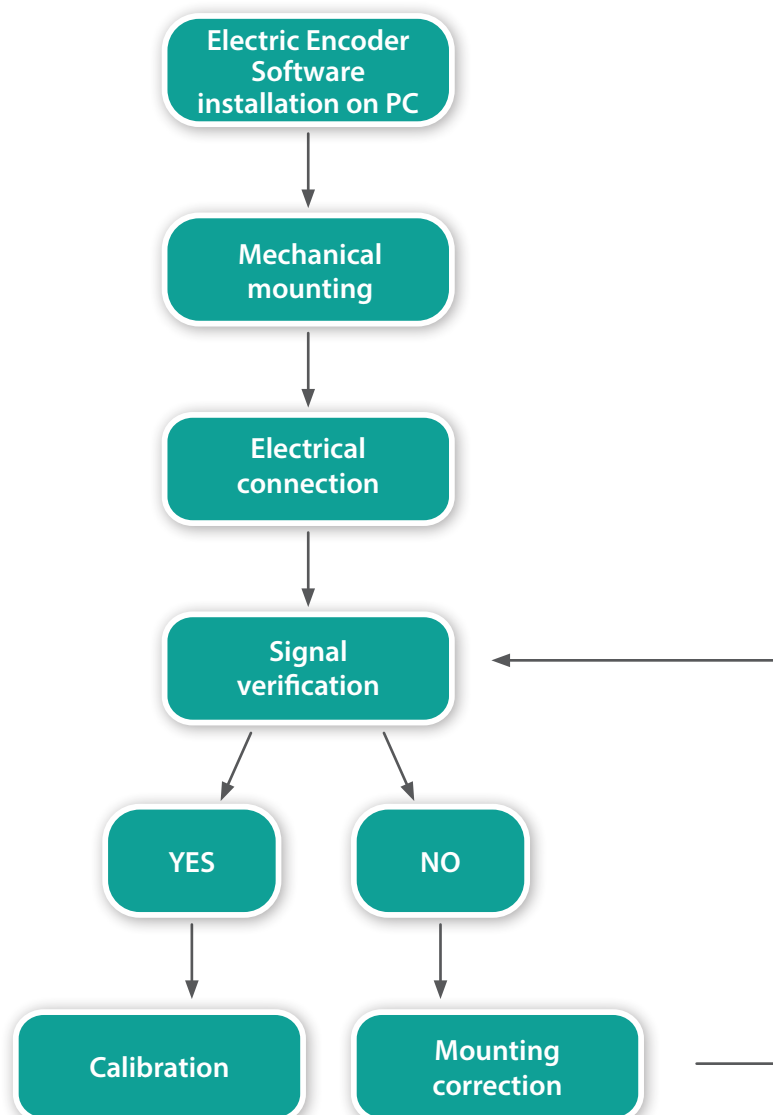 Electric Encoder
Software
installation on PC
Mechanical
mounting
Electrical
connection
Signal
verification
YES
NO
Calibration
Mounting
correction